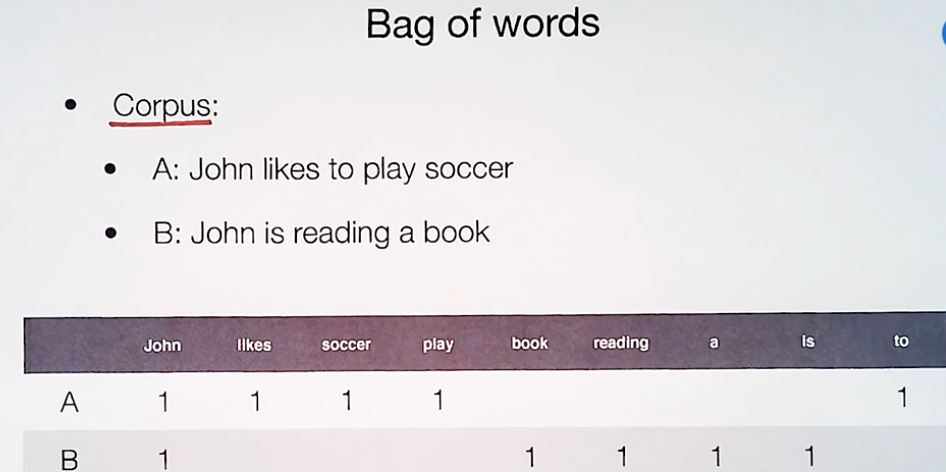 Bag of words
• Corpus:
• A: John likes to play soccer
• B: John is reading a book
John likes soccer play book reading a is to
A 1 1 1 1 1
B 1 1 1 1 1